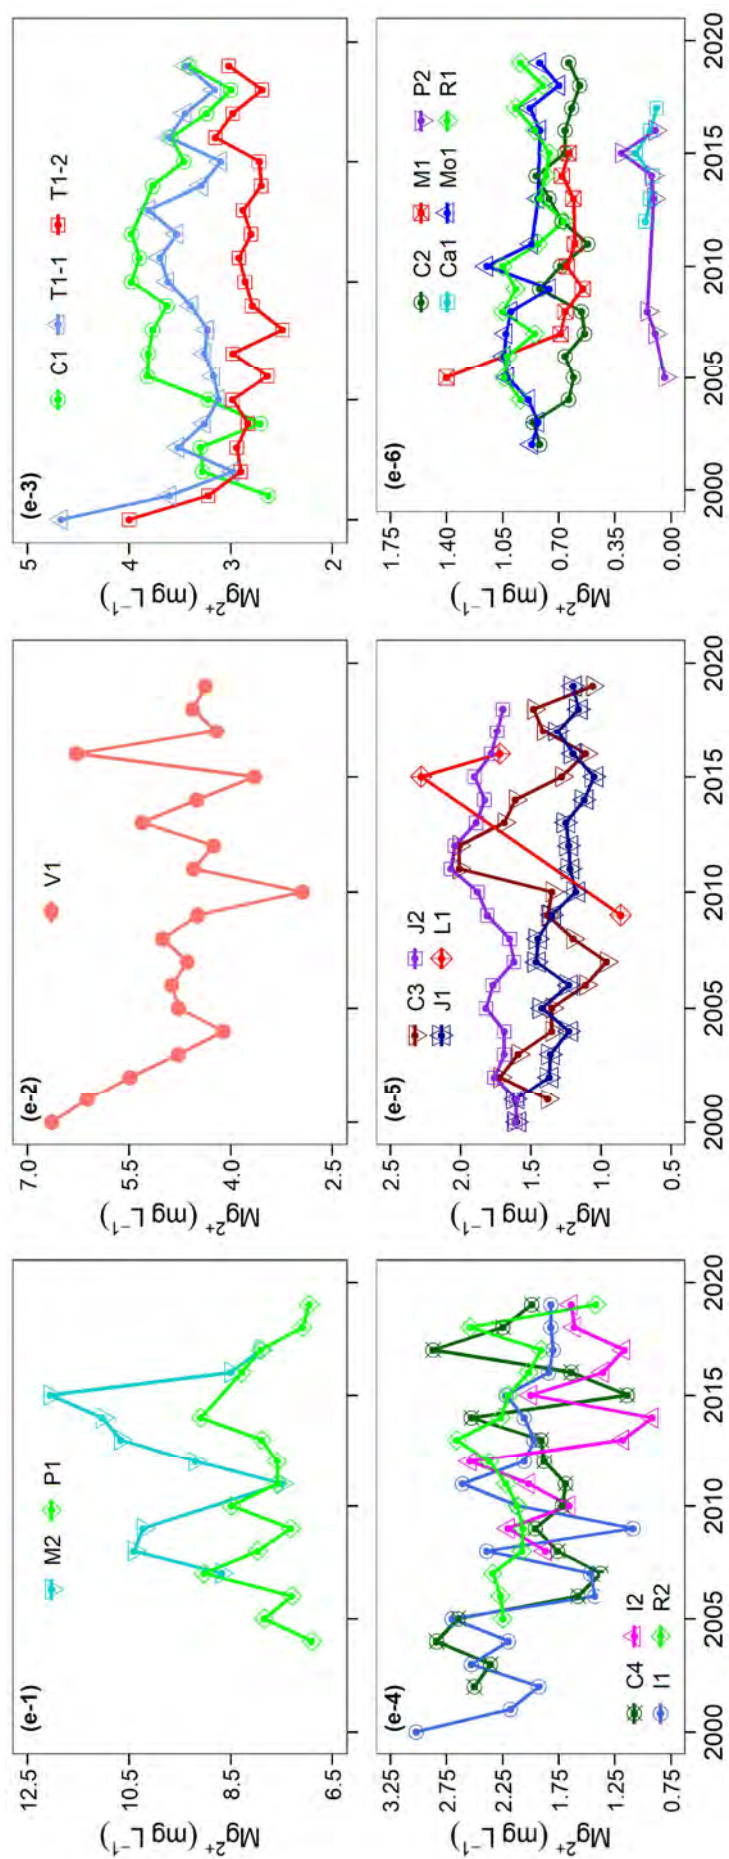 (e-1)
M2 P1
12.5
10.5
8.5
6.5
Mg²⁺ (mg L⁻¹)
(e-2)
V1
7.0
5.5
4.0
2.5
Mg²⁺ (mg L⁻¹)
(e-3)
C1 T1-1 T1-2
5
4
3
2
Mg²⁺ (mg L⁻¹)
(e-4)
C4 I2
I1 R2
3.25
2.75
2.25
1.75
1.25
0.75
Mg²⁺ (mg L⁻¹)
2000 2005 2010 2015 2020
(e-5)
C3 J2
J1 L1
2.5
2.0
1.5
1.0
0.5
Mg²⁺ (mg L⁻¹)
2000 2005 2010 2015 2020
(e-6)
C2 M1 P2
Ca1 Mo1 R1
1.75
1.40
1.05
0.70
0.35
0.00
Mg²⁺ (mg L⁻¹)
2000 2005 2010 2015 2020